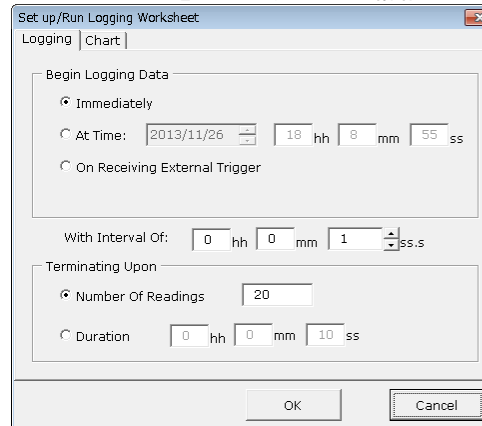 Set up/Run Logging Worksheet
Logging Chart
Begin Logging Data
Immediately
At Time: 2013/11/26 18 hh 8 mm 55 ss
On Receiving External Trigger
With Interval Of: 0 hh 0 mm 1 ss.s
Terminating Upon
Number Of Readings 20
Duration 0 hh 0 mm 10 ss
OK Cancel